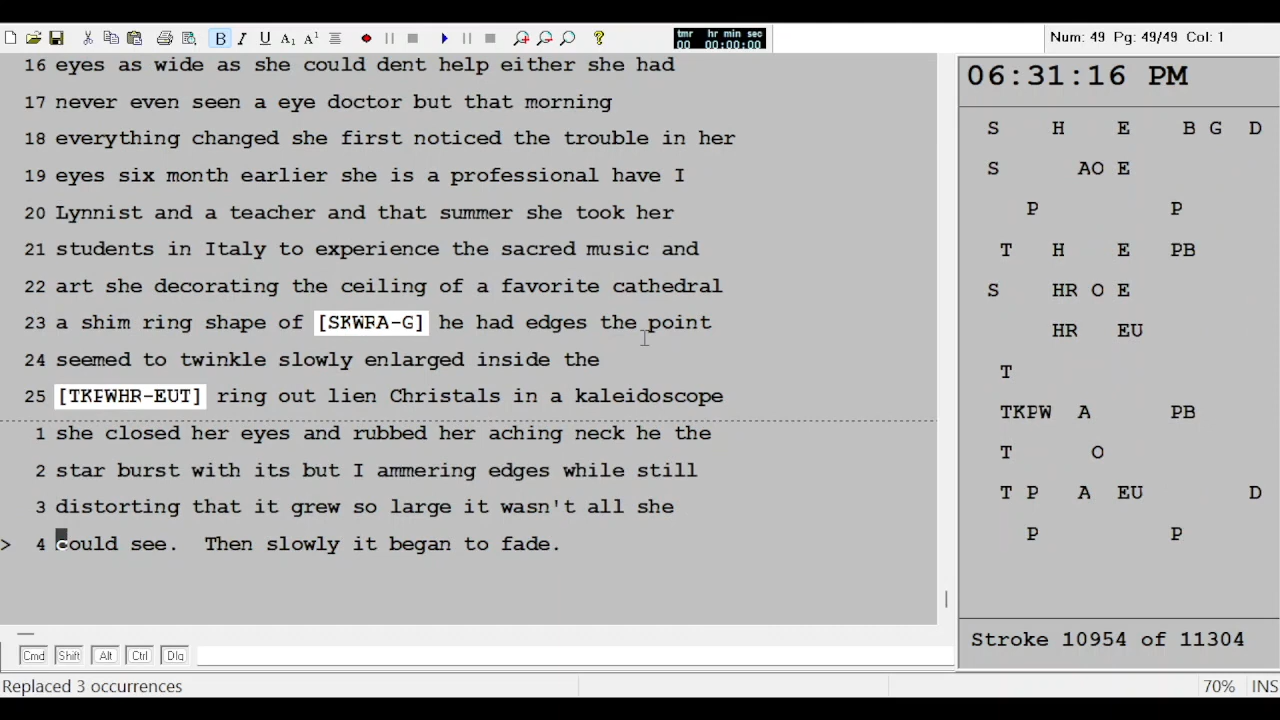 B I U A₁ A¹ ? tmr hr min sec
00 00:00:00
Num: 49 Pg: 49/49 Col: 1
16 eyes as wide as she could dent help either she had
17 never even seen a eye doctor but that morning
18 everything changed she first noticed the trouble in her
19 eyes six month earlier she is a professional have I
20 Lynnist and a teacher and that summer she took her
21 students in Italy to experience the sacred music and
22 art she decorating the ceiling of a favorite cathedral
23 a shim ring shape of [SKWRA-G] he had edges the point
24 seemed to twinkle slowly enlarged inside the
25 [TKPWHR-EUT] ring out lien Christals in a kaleidoscope
1 she closed her eyes and rubbed her aching neck he the
2 star burst with its but I ammering edges while still
3 distorting that it grew so large it wasn't all she
> 4 could see. Then slowly it began to fade.
06:31:16 PM
S H E B G D
S AO E
P P
T H E PB
S HR O E
HR EU
T
TKPW A PB
T O
T P A EU D
P P
Stroke 10954 of 11304
Cmd Shift Alt Ctrl Dlg
Replaced 3 occurrences
70% INS